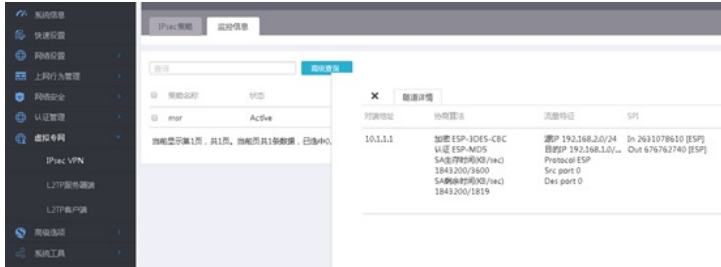 系统信息
快速设置
网络设置
上网行为管理
网络安全
认证管理
虚拟专网
IPsec VPN
L2TP服务器端
L2TP客户端
高级选项
系统工具
IPsec策略
监控信息
查询
高级查询
策略名称
状态
msr
Active
当前显示第1页，共1页。当前页共1条数据，已选中0。
隧道详情
对端地址
协商算法
流量特征
SPI
10.1.1.1
加密 ESP-3DES-CBC
认证 ESP-MD5
SA生存时间(KB/sec)
1843200/3600
SA剩余时间(KB/sec)
1843200/1819
源IP 192.168.2.0/24
目的IP 192.168.1.0/...
Protocol ESP
Src port 0
Des port 0
In 2631078610 [ESP]
Out 676762740 [ESP]